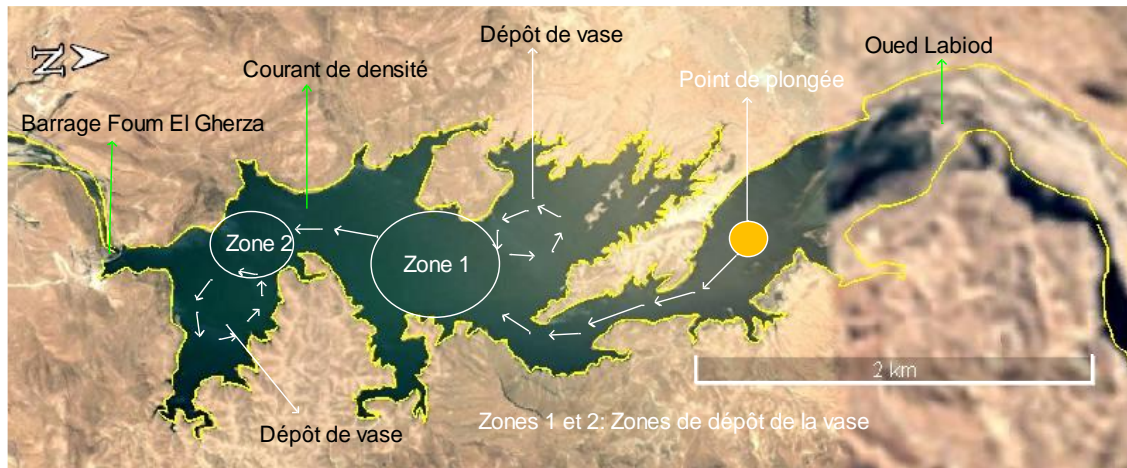 Dépôt de vase
Oued Labiod
N
Courant de densité
Point de plongée
Barrage Foum El Gherza
Zone 2
Zone 1
2 km
Zones 1 et 2: Zones de dépôt de la vase
Dépôt de vase